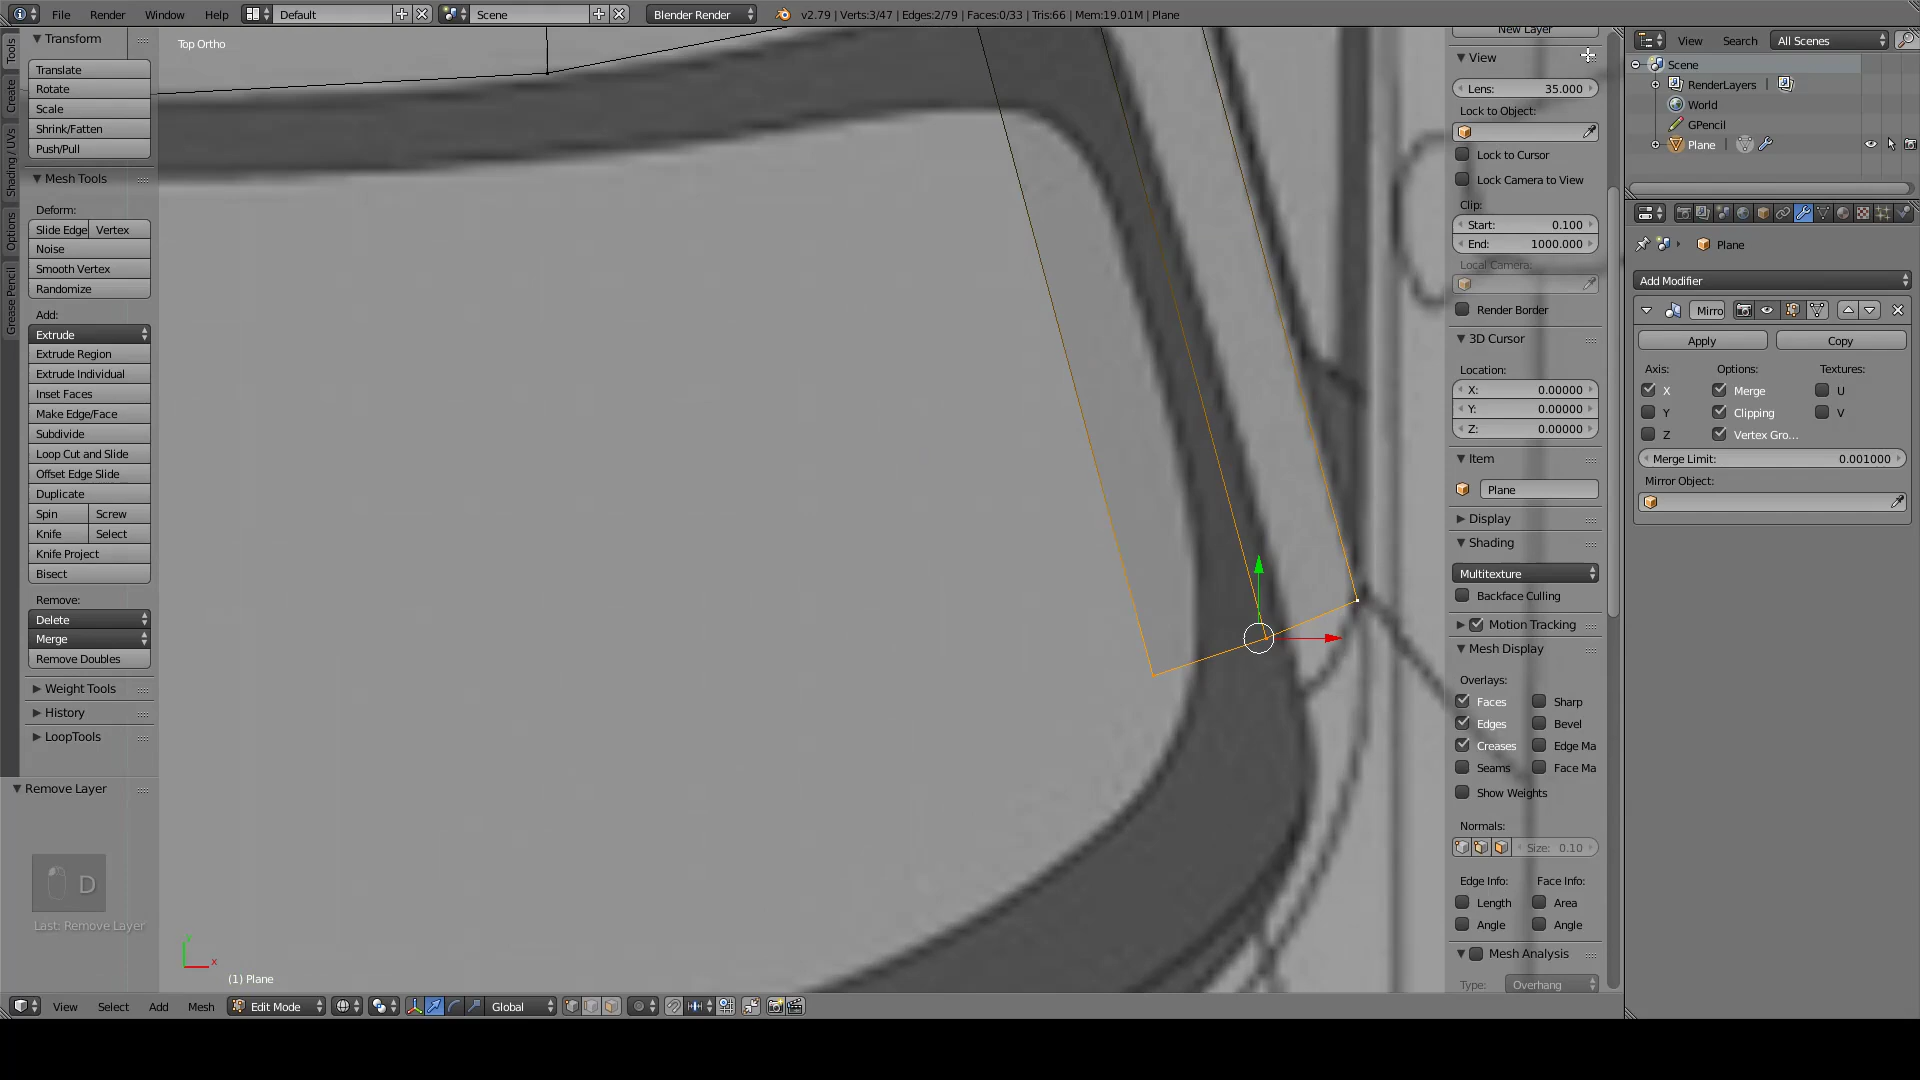 File Render Window Help Default Scene Blender Render v2.79 | Verts:3/47 | Edges:2/79 | Faces:0/33 | Tris:66 | Mem:19.01M | Plane
Tools
Create
Shading / UVs
Options
Grease Pencil
Transform
Translate
Rotate
Scale
Shrink/Fatten
Push/Pull
Mesh Tools
Deform:
Slide Edge Vertex
Noise
Smooth Vertex
Randomize
Add:
Extrude
Extrude Region
Extrude Individual
Inset Faces
Make Edge/Face
Subdivide
Loop Cut and Slide
Offset Edge Slide
Duplicate
Spin Screw
Knife Select
Knife Project
Bisect
Remove:
Delete
Merge
Remove Doubles
Weight Tools
History
LoopTools
Remove Layer
D
Last: Remove Layer
Top Ortho
x
(1) Plane
View Select Add Mesh Edit Mode Global
New Layer
View
Lens: 35.000
Lock to Object:
Lock to Cursor
Lock Camera to View
Clip:
Start: 0.100
End: 1000.000
Local Camera:
Render Border
3D Cursor
Location:
X: 0.00000
Y: 0.00000
Z: 0.00000
Item
Plane
Display
Shading
Multitexture
Backface Culling
Motion Tracking
Mesh Display
Overlays:
Faces Sharp
Edges Bevel
Creases Edge Ma
Seams Face Ma
Show Weights
Normals:
Size: 0.10
Edge Info: Face Info:
Length Area
Angle Angle
Mesh Analysis
Type: Overhang
View Search All Scenes
Scene
RenderLayers |
World
GPencil
Plane |
Plane
Add Modifier
Mirro
Apply Copy
Axis: Options: Textures:
X Merge U
Y Clipping V
Z Vertex Gro...
Merge Limit: 0.001000
Mirror Object: